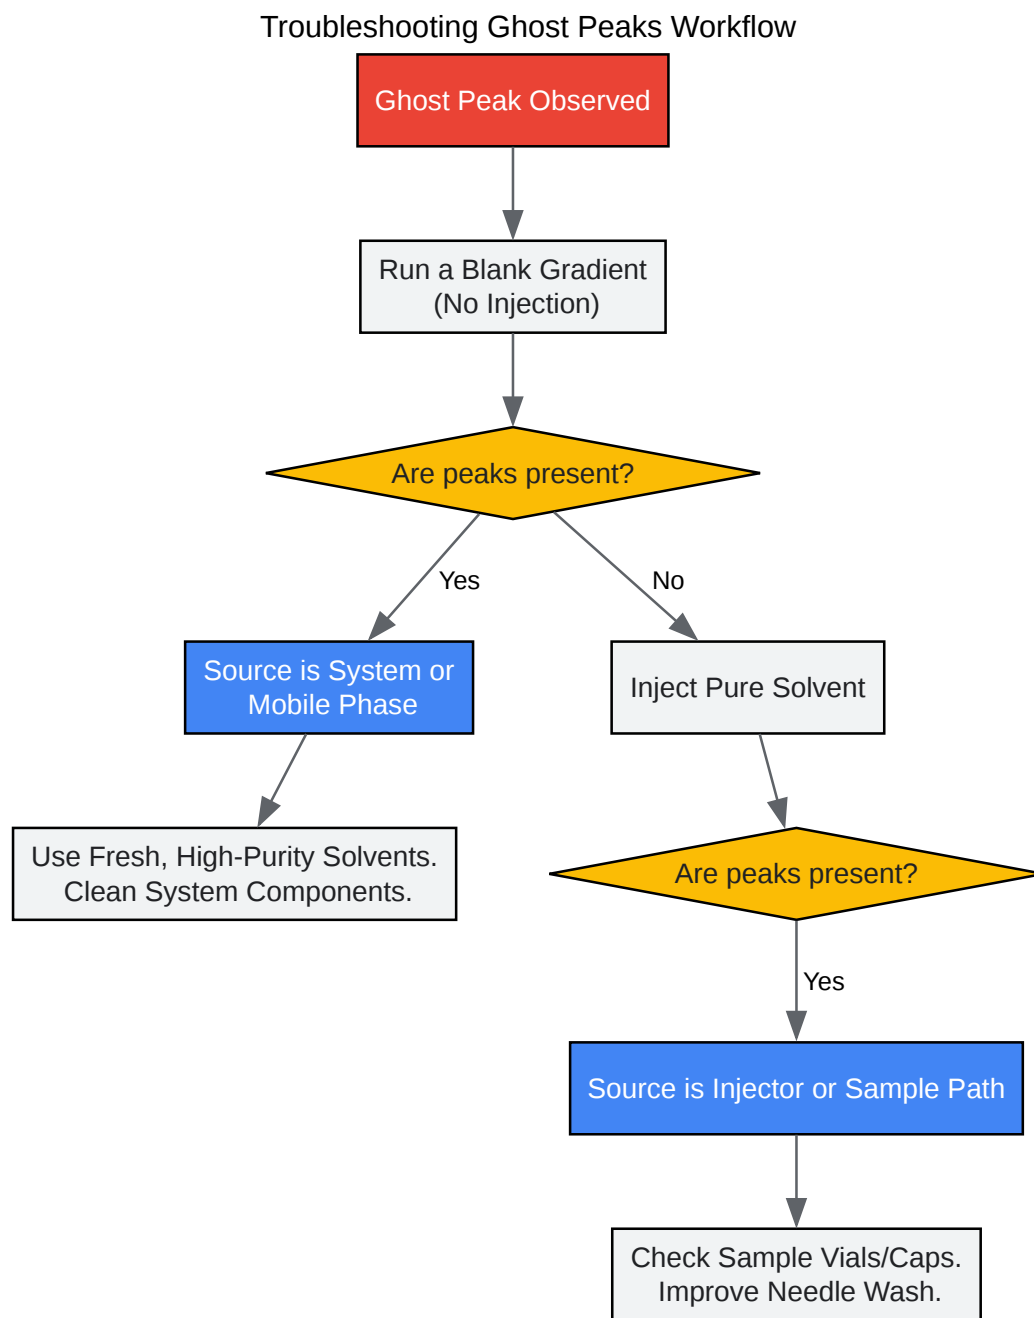 Troubleshooting Ghost Peaks Workflow
Ghost Peak Observed
Run a Blank Gradient
(No Injection)
Are peaks present?
Yes
No
Source is System or
Mobile Phase
Inject Pure Solvent
Use Fresh, High-Purity Solvents.
Clean System Components.
Are peaks present?
Yes
Source is Injector or Sample Path
Check Sample Vials/Caps.
Improve Needle Wash.